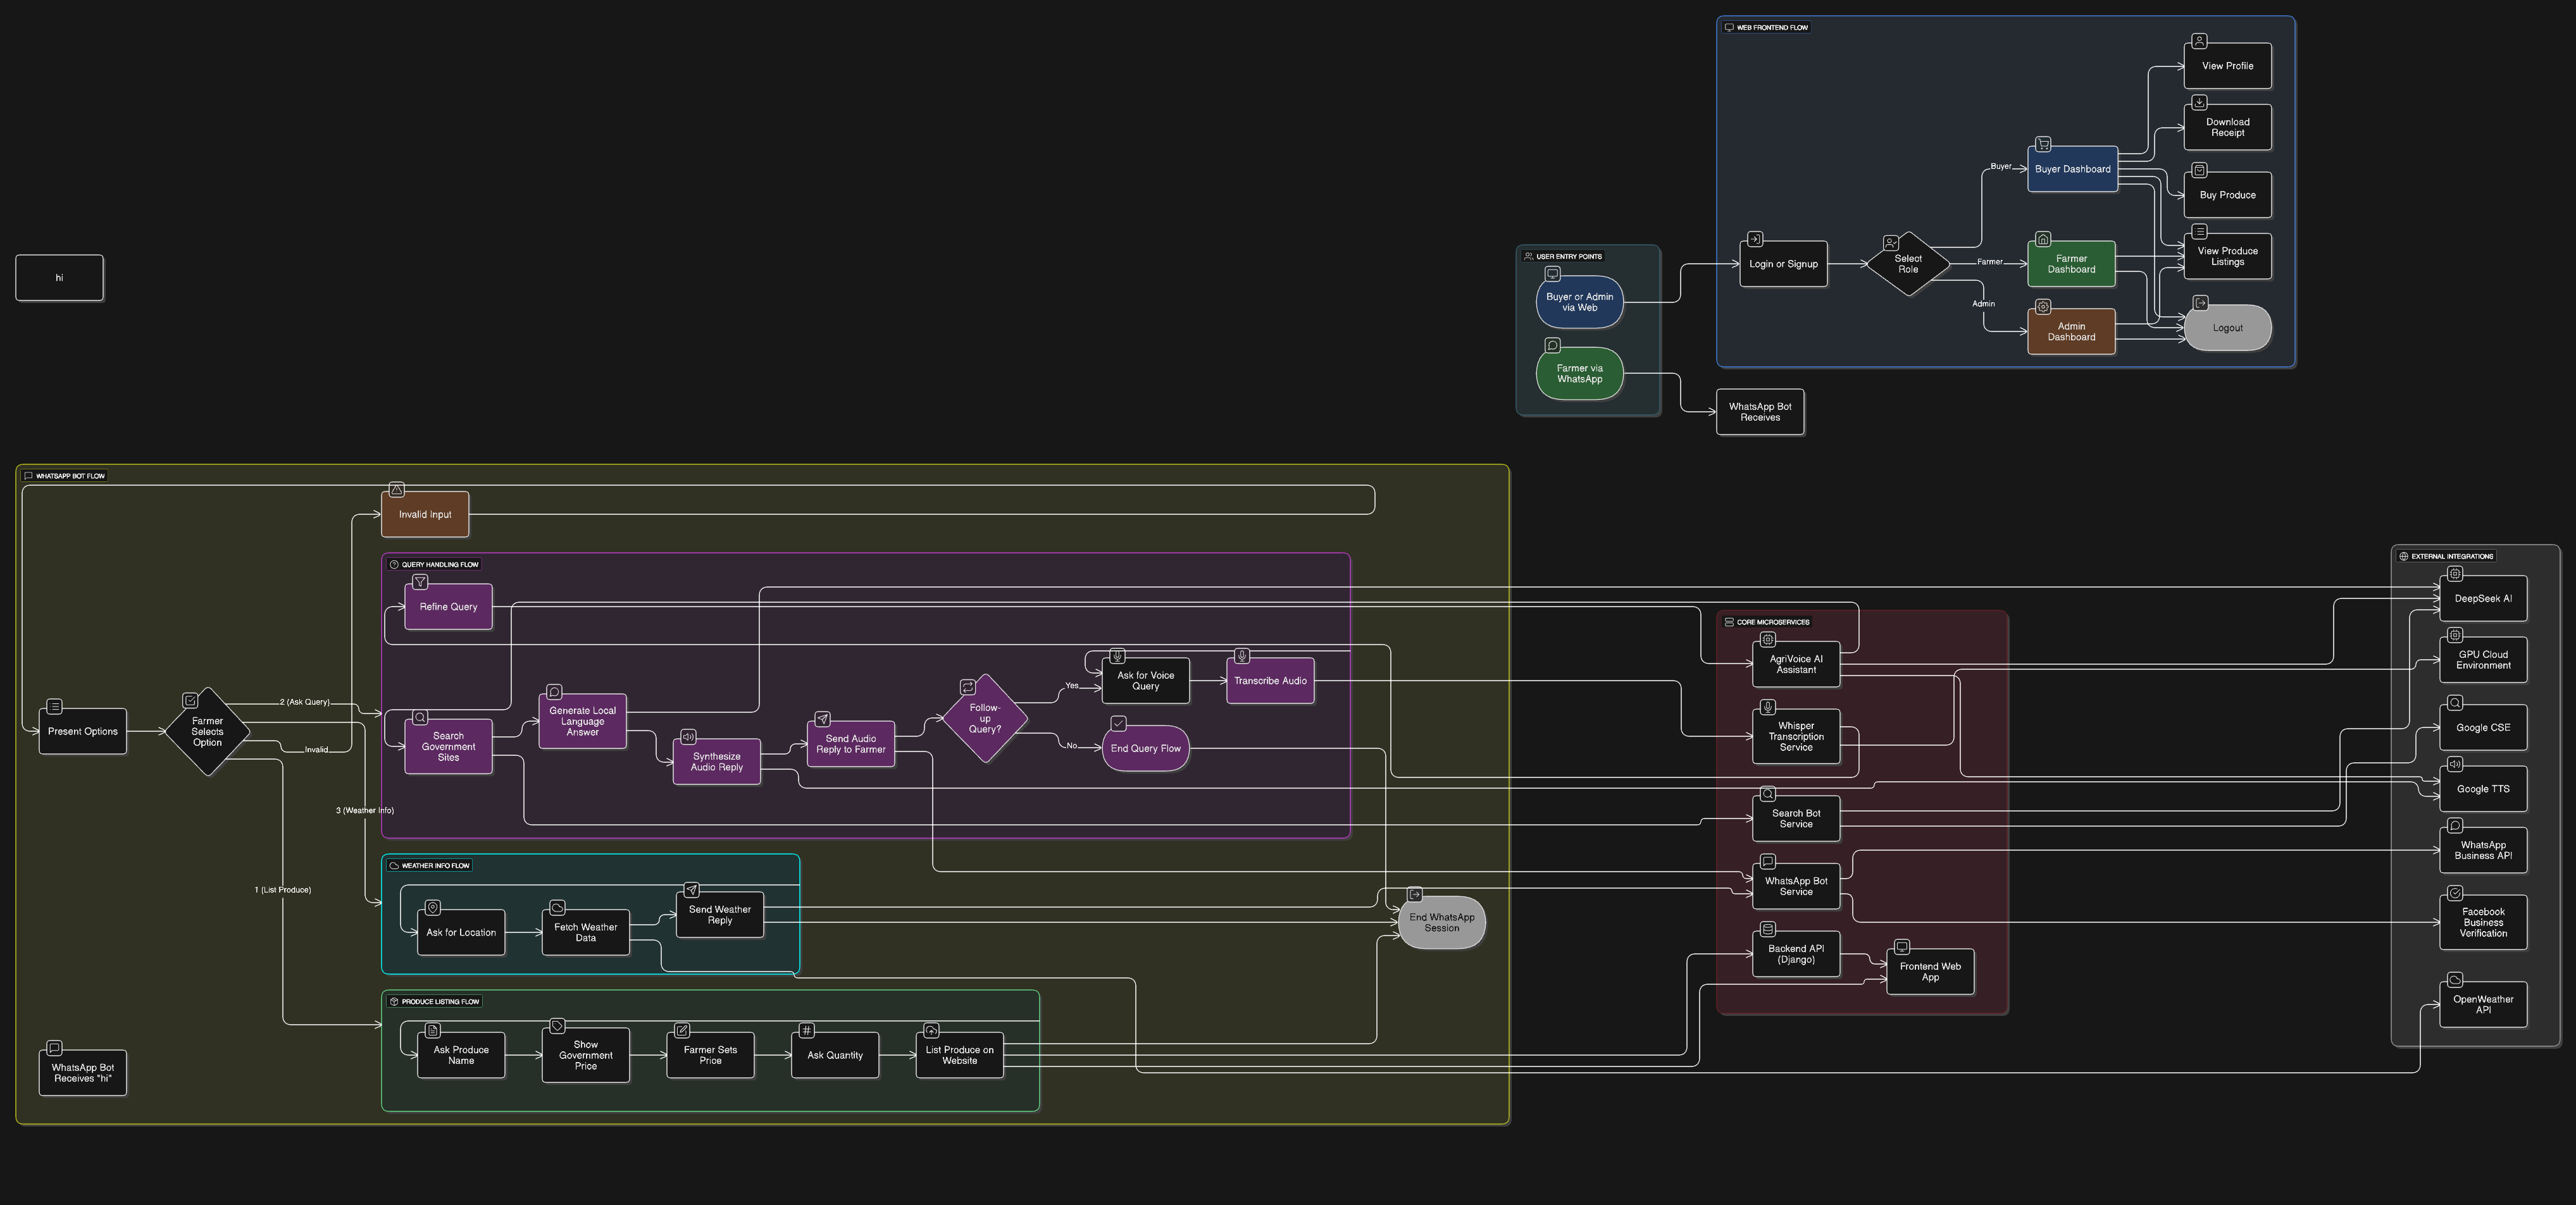 WEB FRONTEND FLOW
View Profile
Download
Receipt
Buyer
Buyer Dashboard
Buy Produce
Login or Signup
Select
Role
Farmer
Farmer
Dashboard
View Produce
Listings
Admin
Admin
Dashboard
Logout
USER ENTRY POINTS
Buyer or Admin
via Web
Farmer via
WhatsApp
WhatsApp Bot
Receives
hi
WHATSAPP BOT FLOW
Invalid Input
QUERY HANDLING FLOW
Refine Query
Present Options
Farmer
Selects
Option
2 (Ask Query)
Invalid
3 (Weather Info)
1 (List Produce)
Search
Government
Sites
Generate Local
Language
Answer
Synthesize
Audio Reply
Send Audio
Reply to Farmer
Follow-
up
Query?
Yes
No
Ask for Voice
Query
Transcribe Audio
End Query Flow
WEATHER INFO FLOW
Ask for Location
Fetch Weather
Data
Send Weather
Reply
End WhatsApp
Session
PRODUCE LISTING FLOW
Ask Produce
Name
Show
Government
Price
Farmer Sets
Price
Ask Quantity
List Produce on
Website
WhatsApp Bot
Receives "hi"
CORE MICROSERVICES
AgriVoice AI
Assistant
Whisper
Transcription
Service
Search Bot
Service
WhatsApp Bot
Service
Backend API
(Django)
Frontend Web
App
EXTERNAL INTEGRATIONS
DeepSeek AI
GPU Cloud
Environment
Google CSE
Google TTS
WhatsApp
Business API
Facebook
Business
Verification
OpenWeather
API